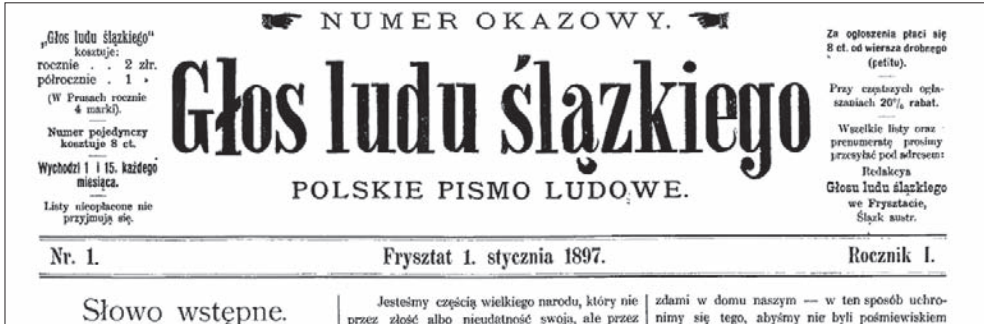 NUMER OKAZOWY.
„Głos ludu ślązkiego"
kosztuje:
rocznie . . 2 złr.
półrocznie . 1 „
(W Prusach rocznie
4 marki).
Numer pojedynczy
kosztuje 8 ct.
Wychodzi 1 i 15. każdego
miesiąca.
Listy nieopłacone nie
przyjmują się.
Głos ludu ślązkiego
POLSKIE PISMO LUDOWE.
Za ogłoszenia płaci się
8 ct. od wiersza drobnego
(petitu).
Przy częstszych ogła-
szaniach 20% rabat.
Wszelkie listy oraz
prenumeratę prosimy
przesyłać pod adresem:
Redakcya
Głosu ludu ślązkiego
we Frysztacie,
Ślązk austr.
Nr. 1.
Frysztat 1. stycznia 1897.
Rocznik I.
Słowo wstępne.
Jesteśmy częścią wielkiego narodu, który nie
przez złość albo nieudatność swoją, ale przez
zdami w domu naszym — w ten sposób uchro-
nimy się tego, abyśmy nie byli pośmiewiskiem